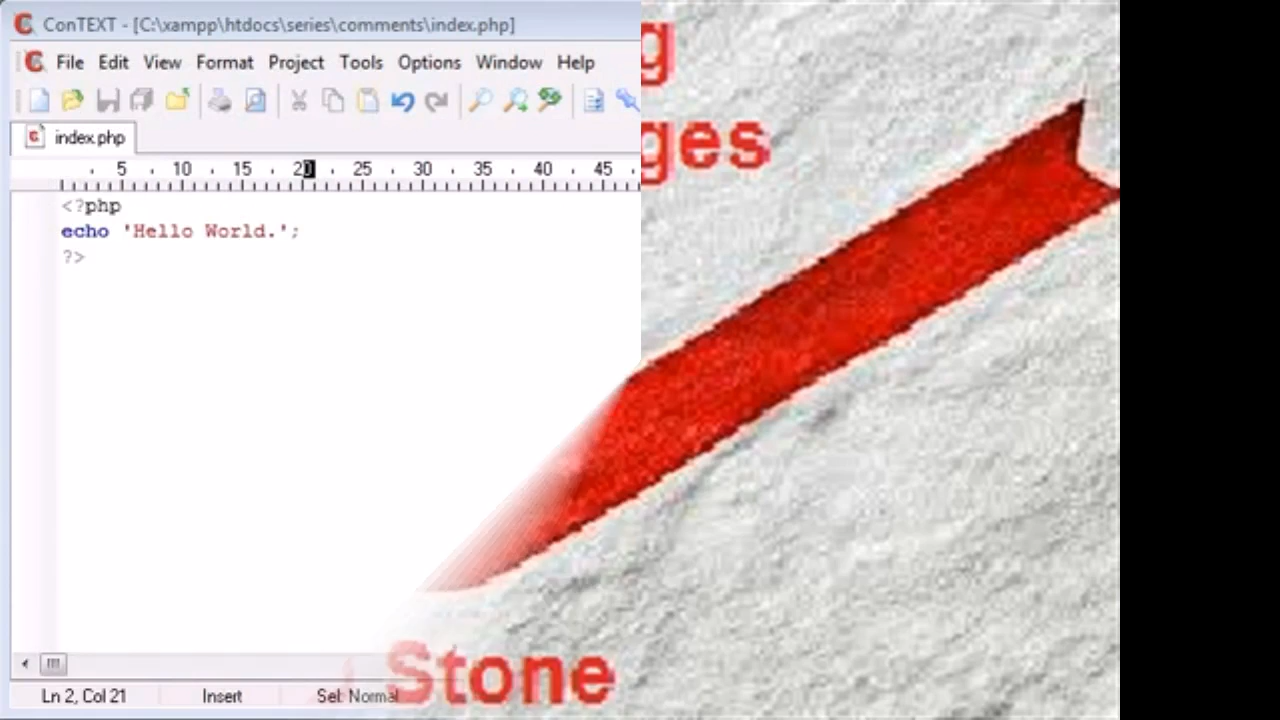 ConTEXT - [C:\xampp\htdocs\series\comments\index.php]
File Edit View Format Project Tools Options Window Help
index.php
5 10 15 20 25 30 35 40 45
<?php
echo 'Hello World.';
?>
Ln 2, Col 21 Insert Sel: Normal
g
ges
Stone